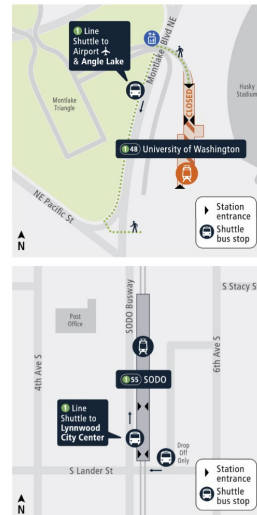 1 Line
Shuttle to
Airport
& Angle Lake
Montlake Blvd NE
CLOSED
Husky
Stadium
Montlake
Triangle
1 48 University of Washington
NE Pacific St
Station
entrance
Shuttle
bus stop
N
S Stacy S
Post
Office
SODO Busway
4th Ave S
6th Ave S
1 55 SODO
1 Line
Shuttle to
Lynnwood
City Center
Drop
Off
Only
S Lander St
Station
entrance
Shuttle
bus stop
N